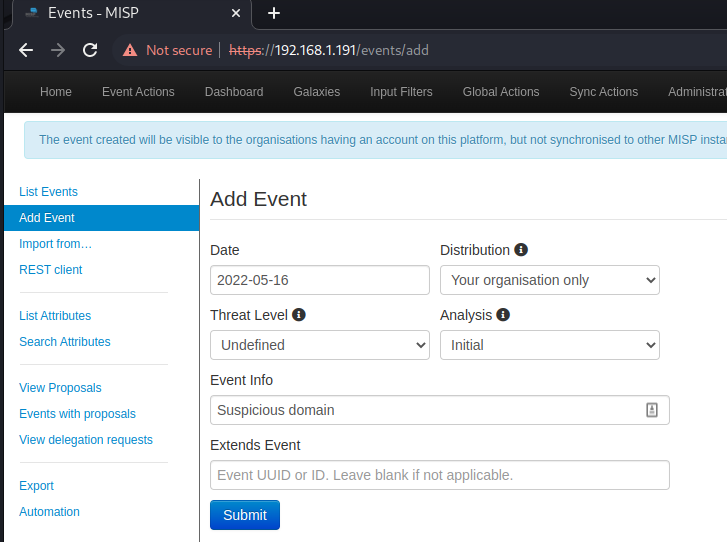 Events - MISP
Not secure https://192.168.1.191/events/add
Home Event Actions Dashboard Galaxies Input Filters Global Actions Sync Actions Administrat
The event created will be visible to the organisations having an account on this platform, but not synchronised to other MISP insta
List Events
Add Event
Import from…
REST client
List Attributes
Search Attributes
View Proposals
Events with proposals
View delegation requests
Export
Automation
Add Event
Date Distribution
2022-05-16 Your organisation only
Threat Level Analysis
Undefined Initial
Event Info
Suspicious domain
Extends Event
Event UUID or ID. Leave blank if not applicable.
Submit